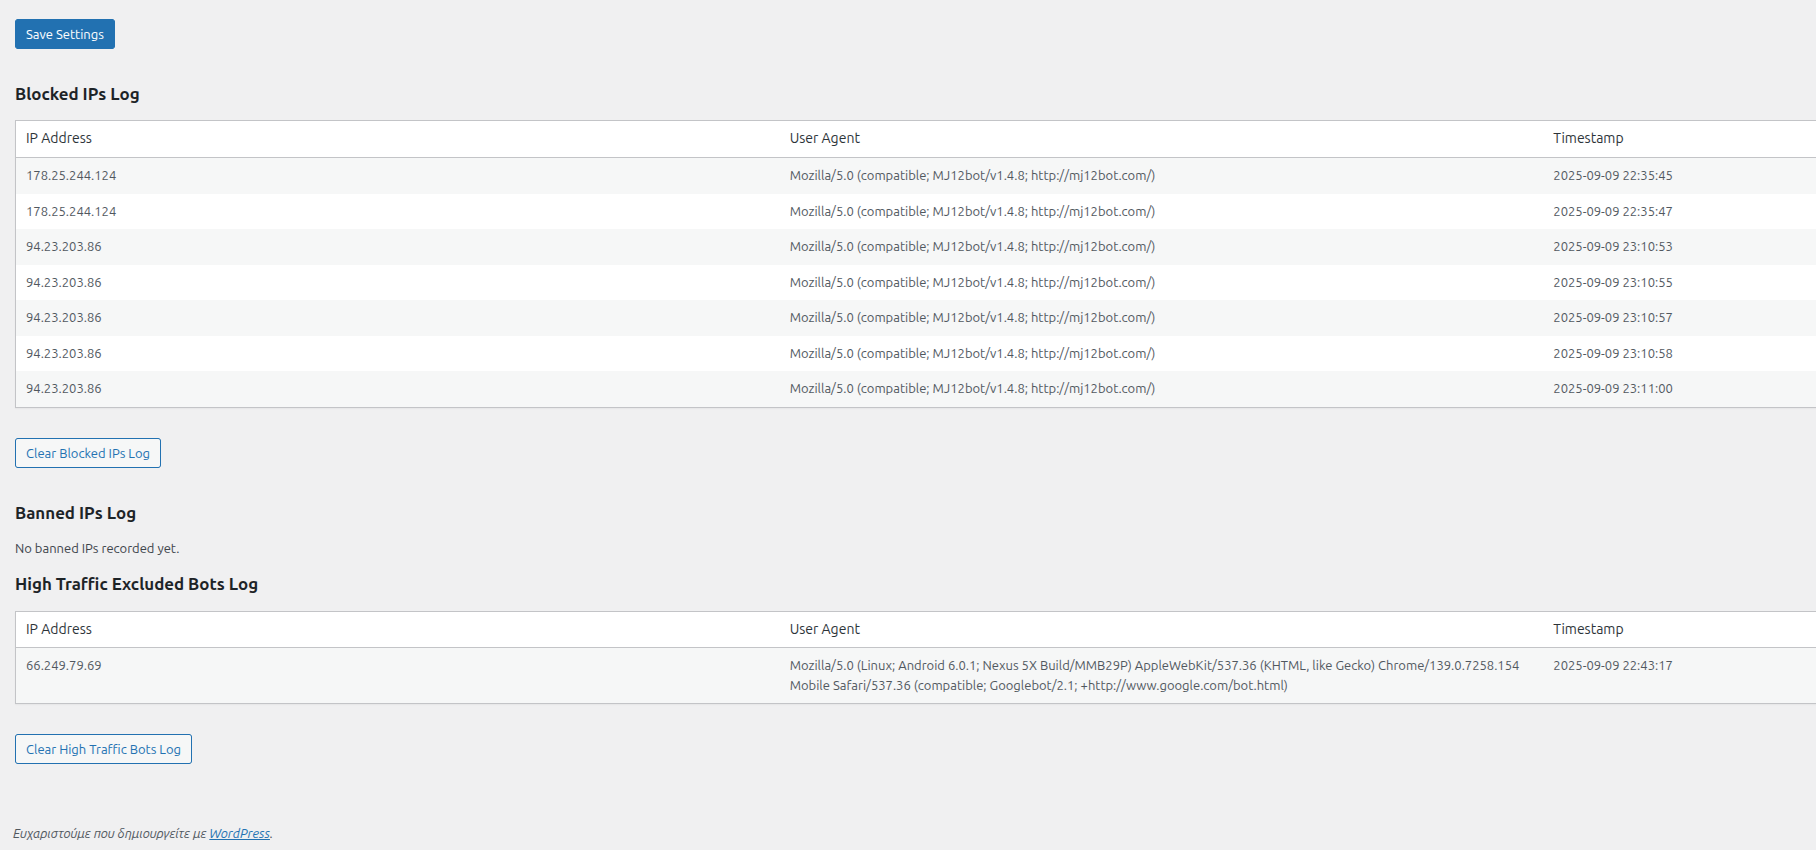 Save Settings
Blocked IPs Log
IP Address User Agent Timestamp
178.25.244.124 Mozilla/5.0 (compatible; MJ12bot/v1.4.8; http://mj12bot.com/) 2025-09-09 22:35:45
178.25.244.124 Mozilla/5.0 (compatible; MJ12bot/v1.4.8; http://mj12bot.com/) 2025-09-09 22:35:47
94.23.203.86 Mozilla/5.0 (compatible; MJ12bot/v1.4.8; http://mj12bot.com/) 2025-09-09 23:10:53
94.23.203.86 Mozilla/5.0 (compatible; MJ12bot/v1.4.8; http://mj12bot.com/) 2025-09-09 23:10:55
94.23.203.86 Mozilla/5.0 (compatible; MJ12bot/v1.4.8; http://mj12bot.com/) 2025-09-09 23:10:57
94.23.203.86 Mozilla/5.0 (compatible; MJ12bot/v1.4.8; http://mj12bot.com/) 2025-09-09 23:10:58
94.23.203.86 Mozilla/5.0 (compatible; MJ12bot/v1.4.8; http://mj12bot.com/) 2025-09-09 23:11:00
Clear Blocked IPs Log
Banned IPs Log
No banned IPs recorded yet.
High Traffic Excluded Bots Log
IP Address User Agent Timestamp
66.249.79.69 Mozilla/5.0 (Linux; Android 6.0.1; Nexus 5X Build/MMB29P) AppleWebKit/537.36 (KHTML, like Gecko) Chrome/139.0.7258.154 2025-09-09 22:43:17
Mobile Safari/537.36 (compatible; Googlebot/2.1; +http://www.google.com/bot.html)
Clear High Traffic Bots Log
Ευχαριστούμε που δημιουργείτε με WordPress.